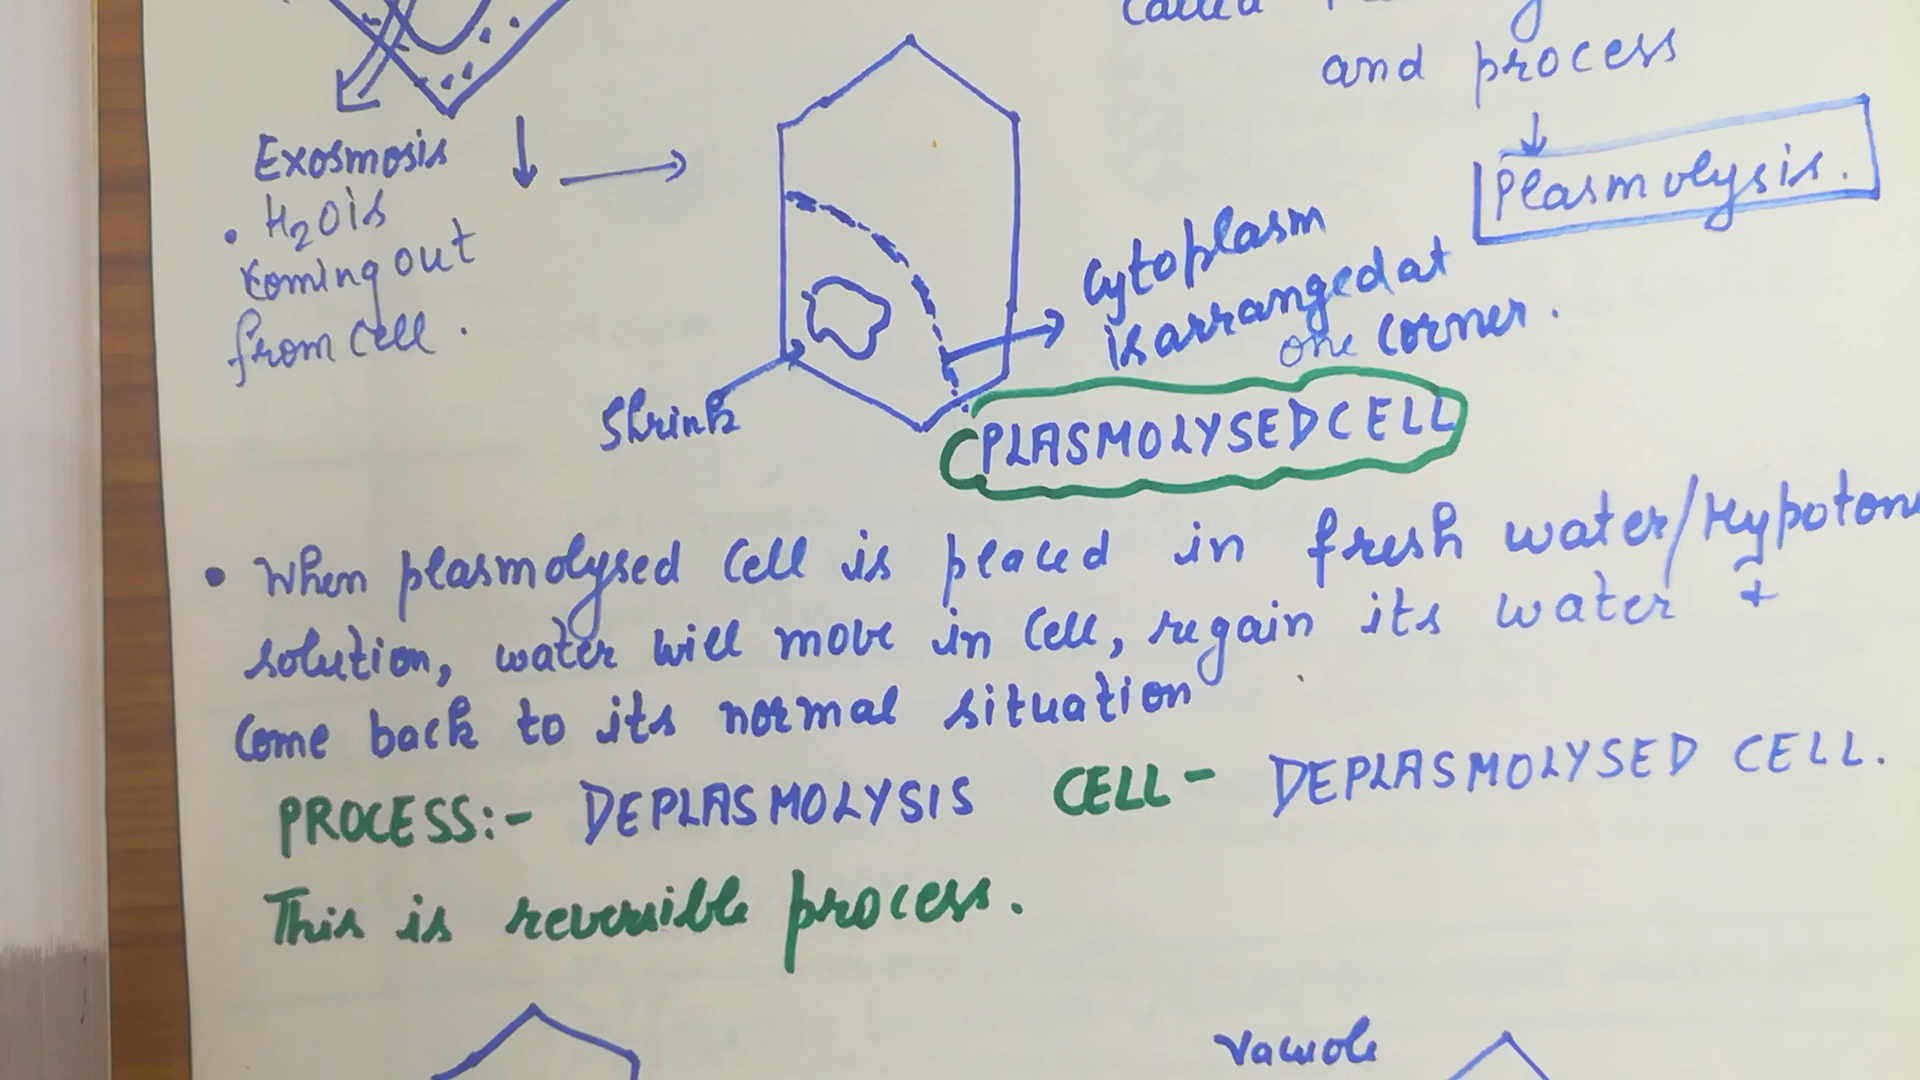 and process
Plasmolysis.
Exosmosis
• H2O is
coming out
from cell.
Cytoplasm
is arranged at
one corner.
Shrink
PLASMOLYSED CELL
• When plasmolysed cell is placed in fresh water/Hypoton
solution, water will move in cell, regain its water &
come back to its normal situation
PROCESS:- DEPLASMOLYSIS CELL- DEPLASMOLYSED CELL.
This is reversible process.
Vacuole